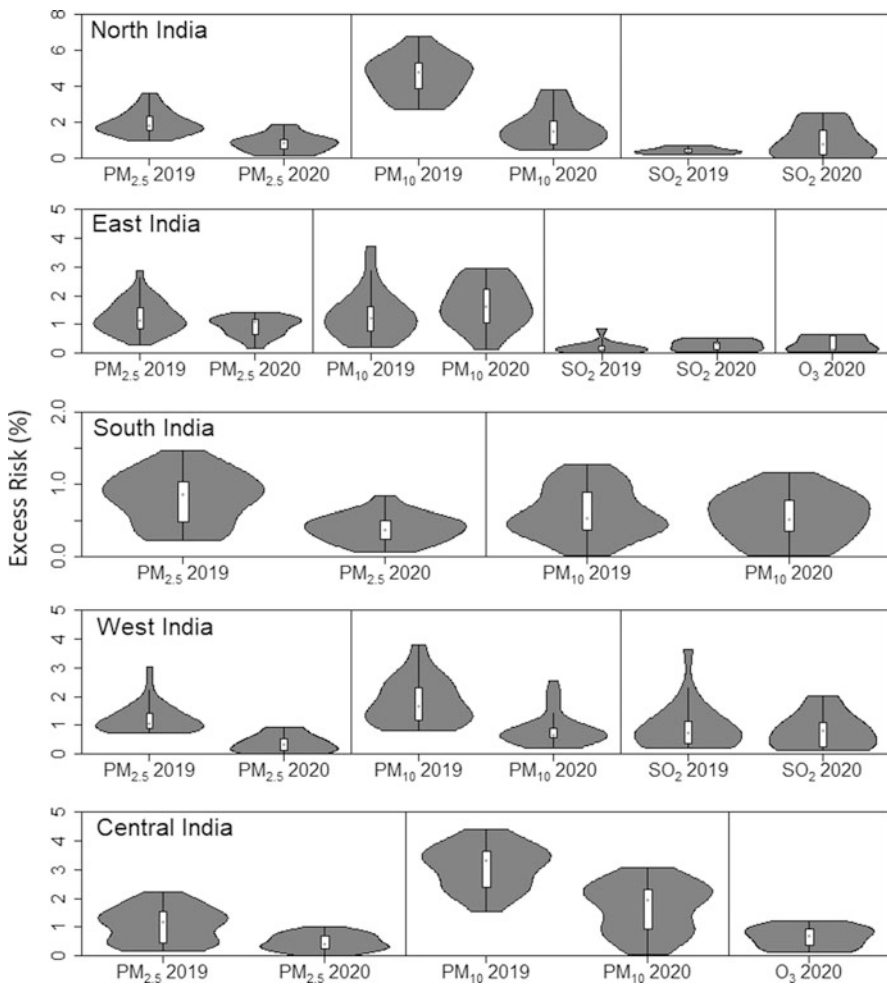 Excess Risk (%)
North India
8
6
4
2
0
PM2.5 2019 PM2.5 2020 PM10 2019 PM10 2020 SO2 2019 SO2 2020
East India
5
4
3
2
1
0
PM2.5 2019 PM2.5 2020 PM10 2019 PM10 2020 SO2 2019 SO2 2020 O3 2020
South India
2.0
1.0
0.0
PM2.5 2019 PM2.5 2020 PM10 2019 PM10 2020
West India
5
4
3
2
1
0
PM2.5 2019 PM2.5 2020 PM10 2019 PM10 2020 SO2 2019 SO2 2020
Central India
5
4
3
2
1
0
PM2.5 2019 PM2.5 2020 PM10 2019 PM10 2020 O3 2020